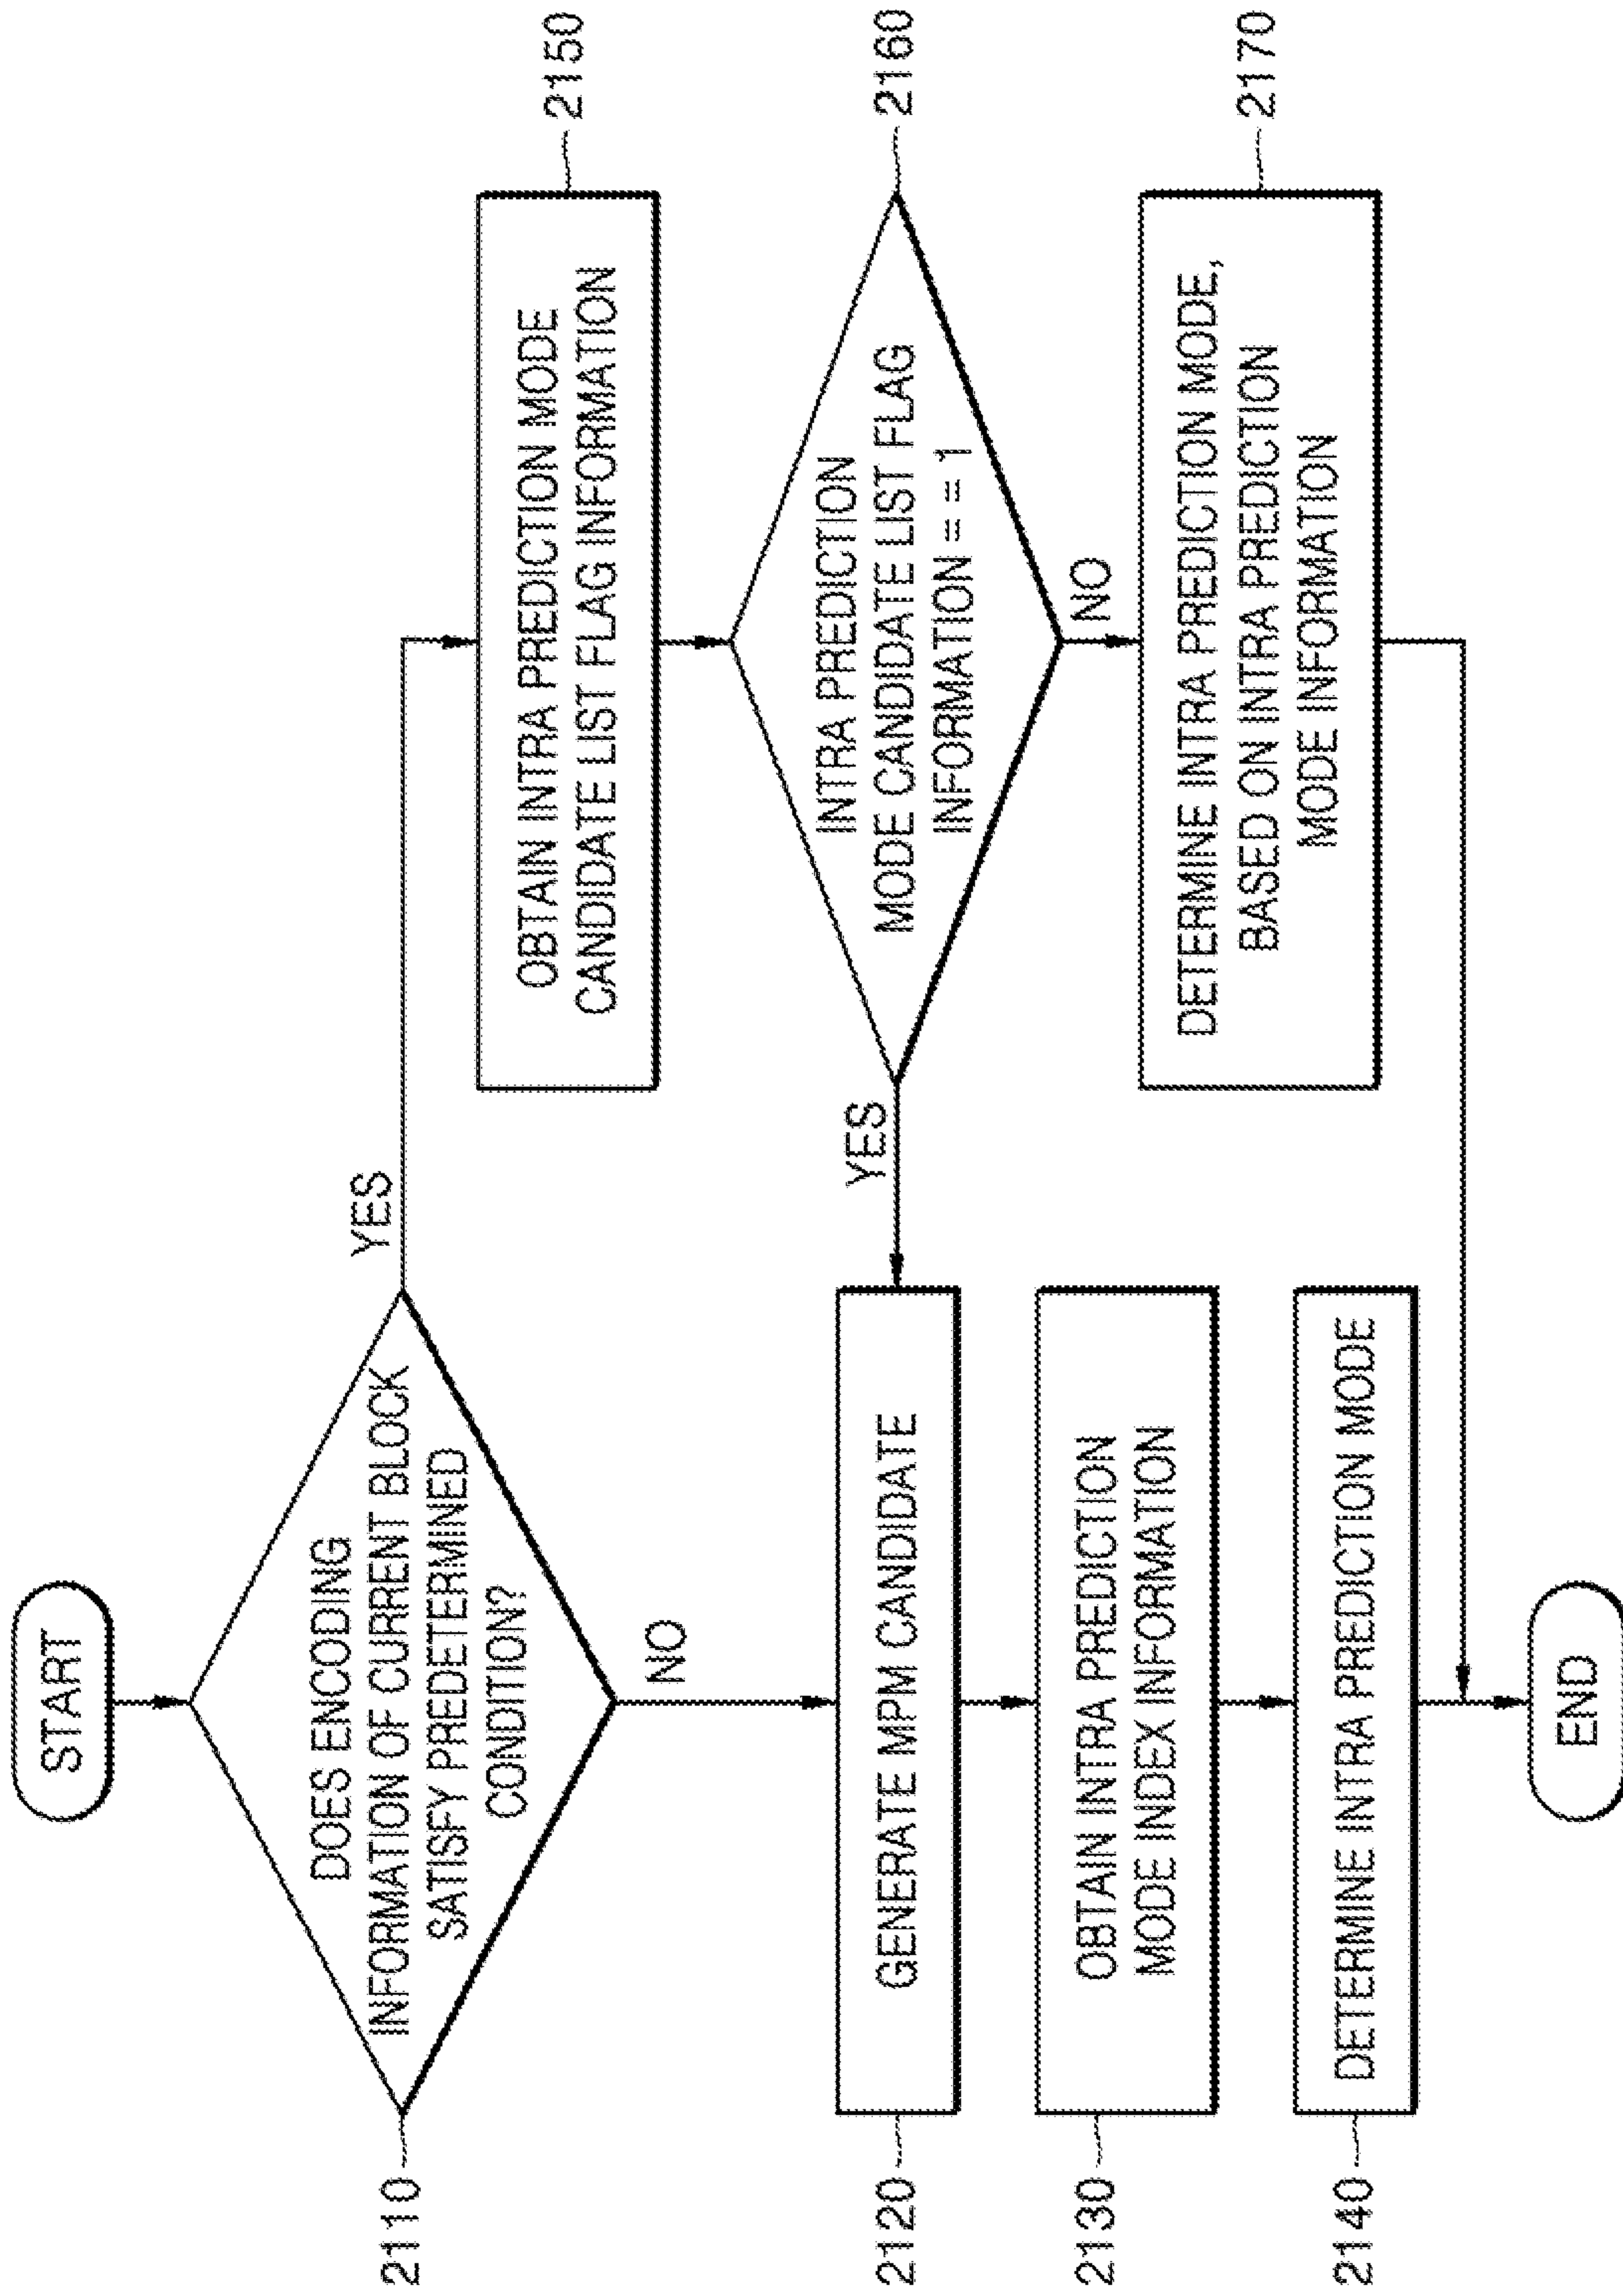 START
2110
DOES ENCODING
INFORMATION OF CURRENT BLOCK
SATISFY PREDETERMINED
CONDITION?
YES
NO
2150
OBTAIN INTRA PREDICTION MODE
CANDIDATE LIST FLAG INFORMATION
2160
INTRA PREDICTION
MODE CANDIDATE LIST FLAG
INFORMATION = = 1
YES
NO
2120
GENERATE MPM CANDIDATE
2130
OBTAIN INTRA PREDICTION
MODE INDEX INFORMATION
2140
DETERMINE INTRA PREDICTION MODE
2170
DETERMINE INTRA PREDICTION MODE,
BASED ON INTRA PREDICTION
MODE INFORMATION
END